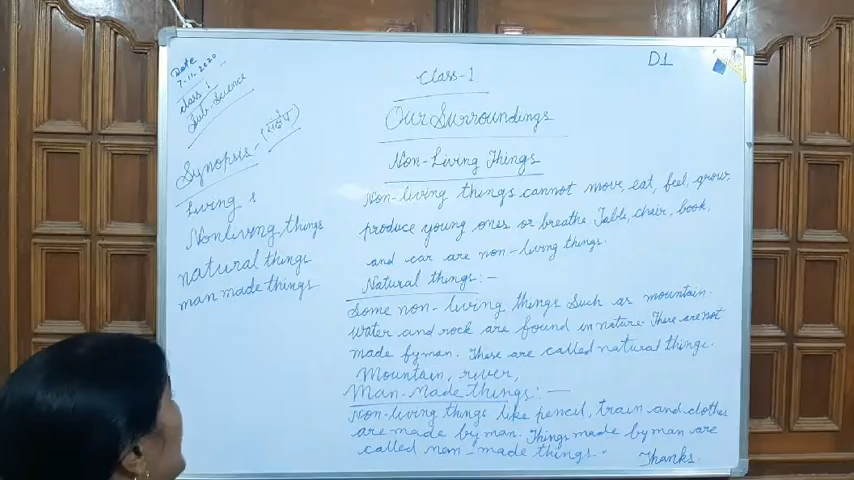 Date
7-11-2020
Class-1
Sub-Science
Synopsis-
Living &
Nonliving things
natural things
man made things
D1
Class-1
Our Surroundings
Non-Living Things
Non-living things cannot move, eat, feel, grow,
produce young ones or breathe. Table, chair, book,
and car are non-living things.
Natural things:-
Some non-living things such as mountain.
water and rock are found in nature. These are not
made by man. These are called natural things.
Mountain, river,
Man-Made things:-
Non-living things like pencil, train and clothes
are made by man. Things made by man are
called man-made things.
Thanks.